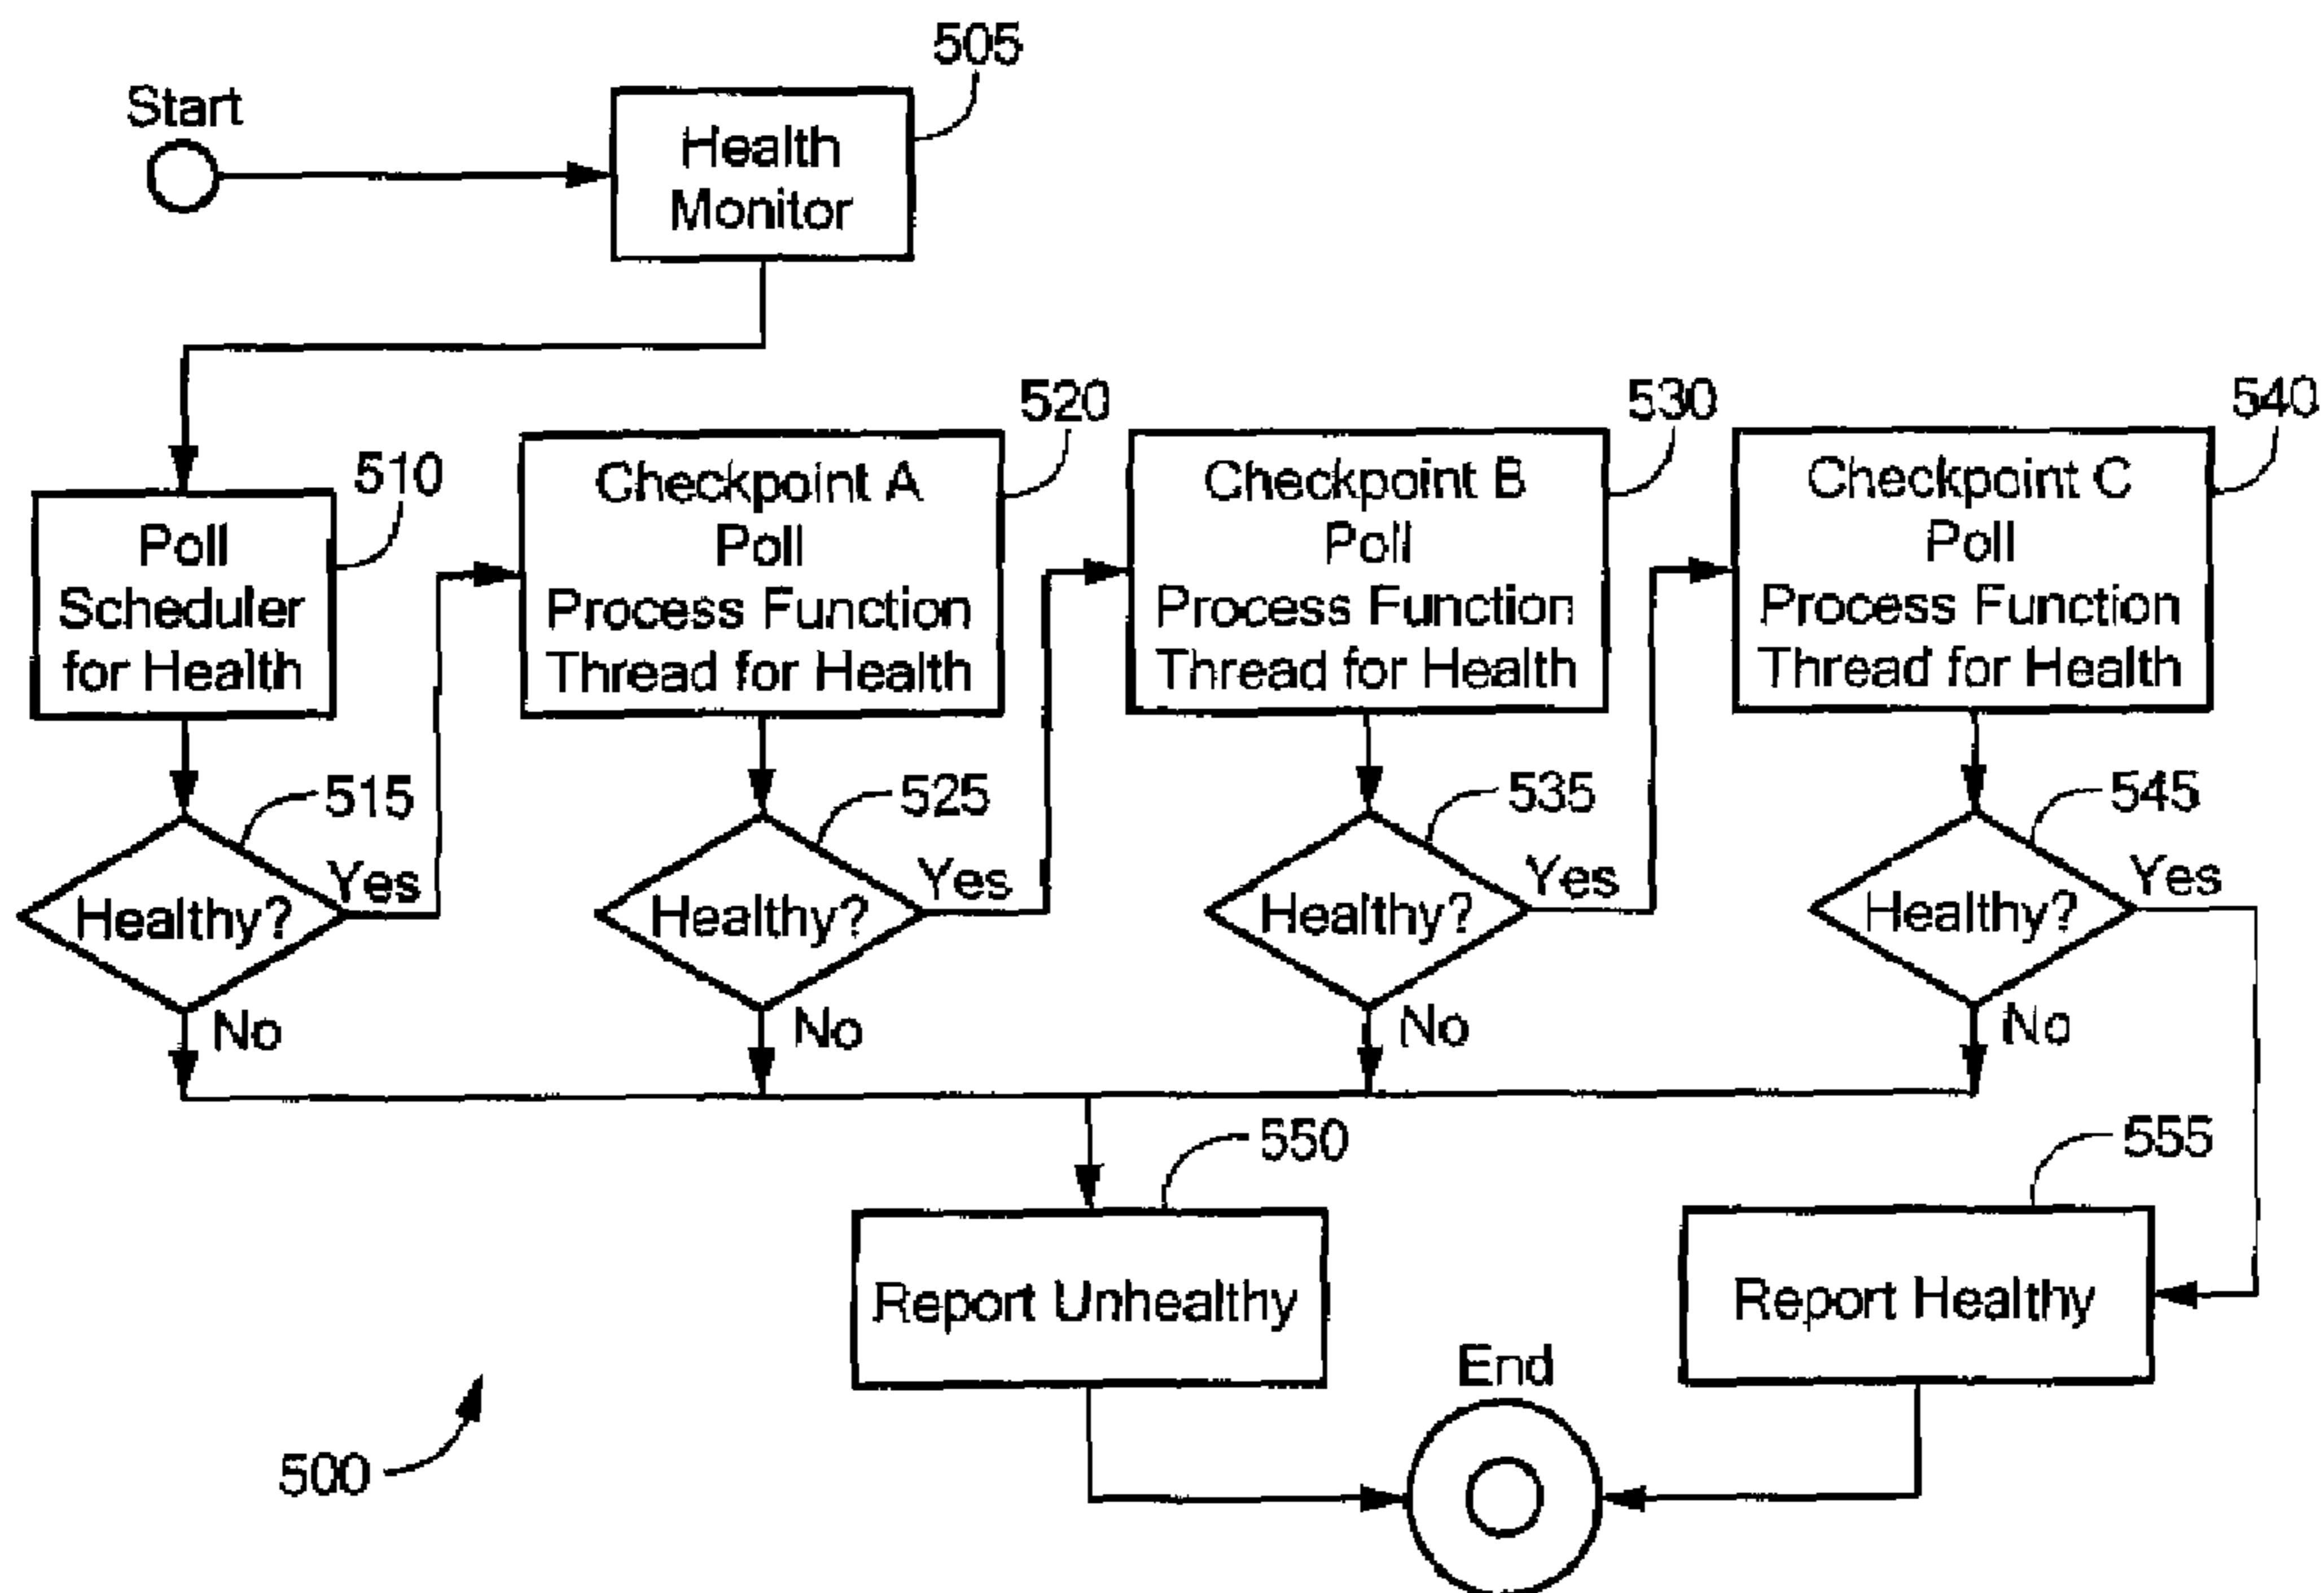 505
Start
Health
Monitor
520
530
540
510
Poll
Scheduler
for Health
Checkpoint A
Poll
Process Function
Thread for Health
Checkpoint B
Poll
Process Function
Thread for Health
Checkpoint C
Poll
Process Function
Thread for Health
515
525
535
545
Healthy?
Yes
Healthy?
Yes
Healthy?
Yes
Healthy?
Yes
No
No
No
No
550
555
Report Unhealthy
Report Healthy
End
500